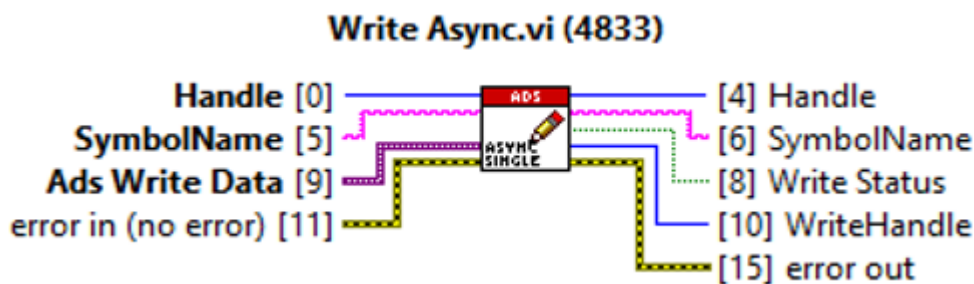 Write Async.vi (4833)
Handle [0]
ADS
[4] Handle
SymbolName [5]
[6] SymbolName
ASYNC
SINGLE
Ads Write Data [9]
[8] Write Status
error in (no error) [11]
[10] WriteHandle
[15] error out